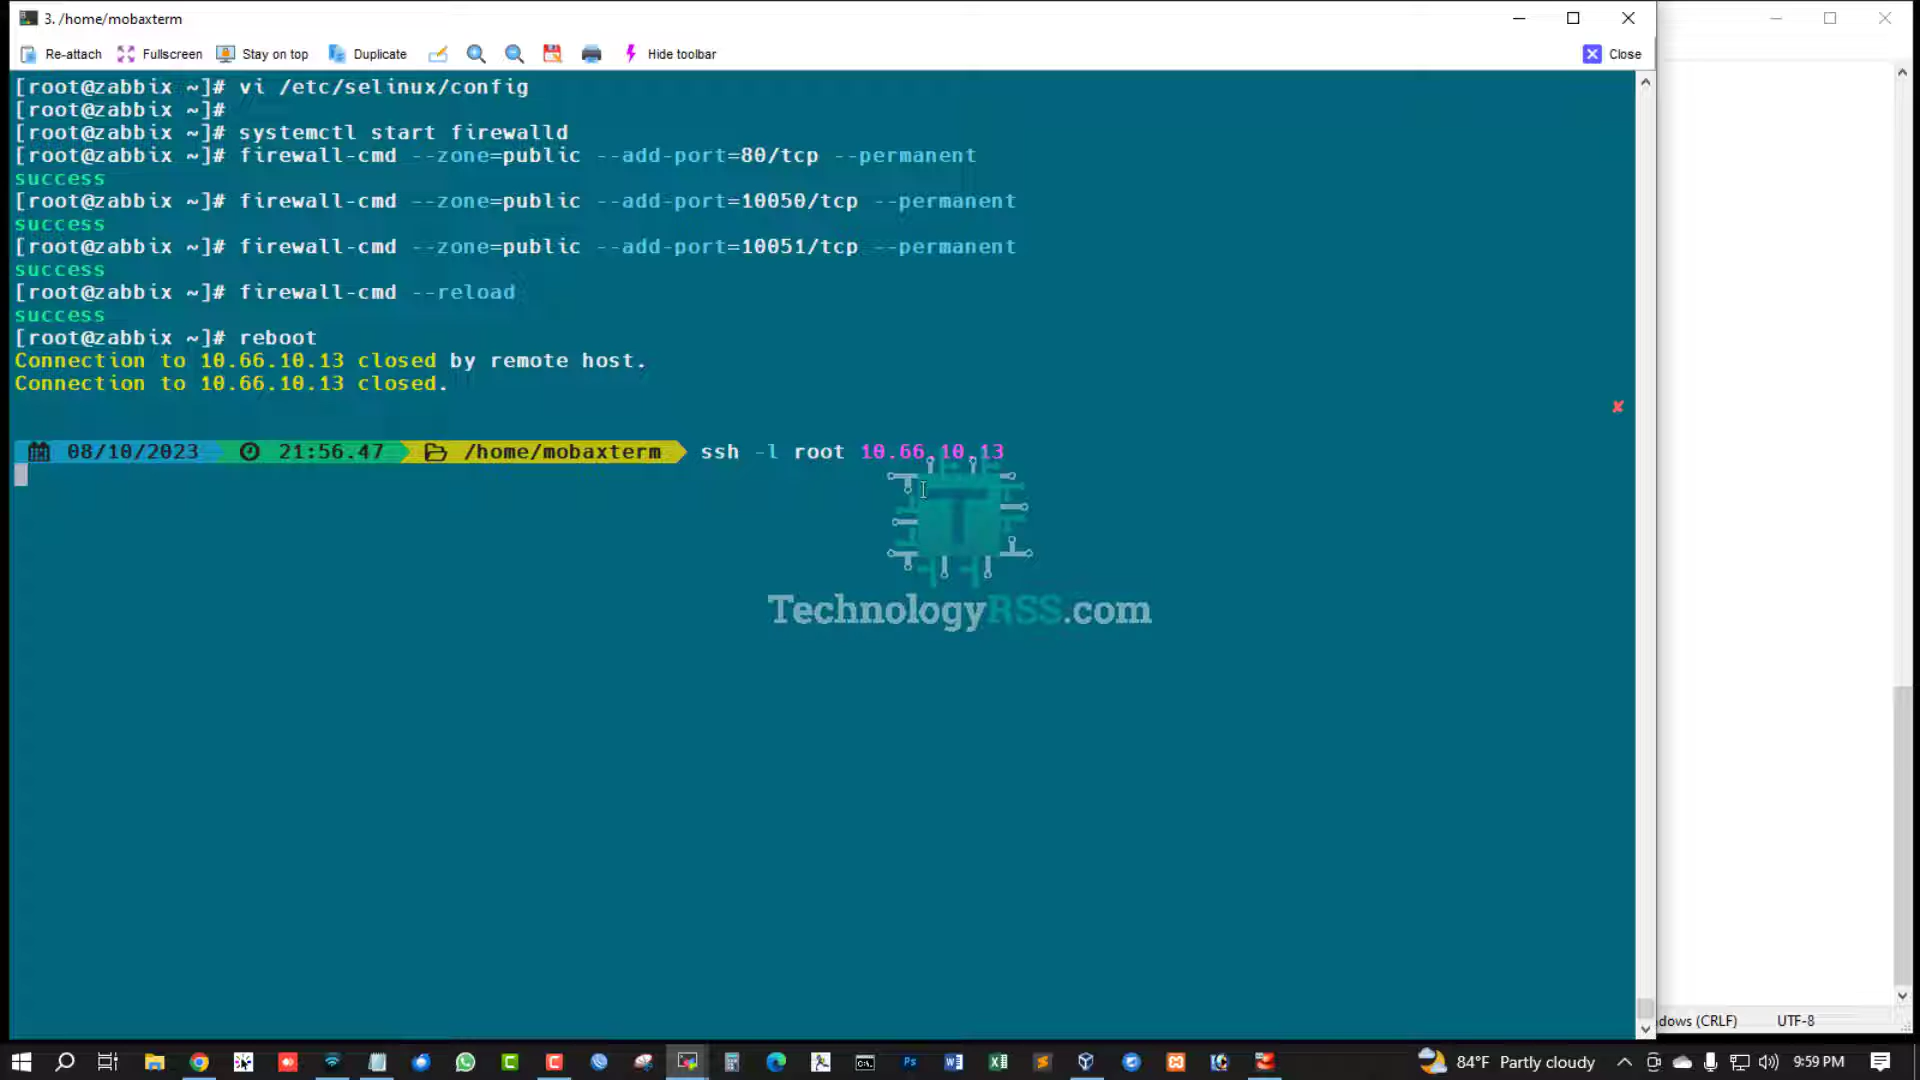 3. /home/mobaxterm
Re-attach Fullscreen Stay on top Duplicate Hide toolbar Close
[root@zabbix ~]# vi /etc/selinux/config
[root@zabbix ~]#
[root@zabbix ~]# systemctl start firewalld
[root@zabbix ~]# firewall-cmd --zone=public --add-port=80/tcp --permanent
success
[root@zabbix ~]# firewall-cmd --zone=public --add-port=10050/tcp --permanent
success
[root@zabbix ~]# firewall-cmd --zone=public --add-port=10051/tcp --permanent
success
[root@zabbix ~]# firewall-cmd --reload
success
[root@zabbix ~]# reboot
Connection to 10.66.10.13 closed by remote host.
Connection to 10.66.10.13 closed.
08/10/2023 21:56.47 /home/mobaxterm ssh -l root 10.66.10.13
TechnologyRSS.com
dows (CRLF) UTF-8
84°F Partly cloudy 9:59 PM